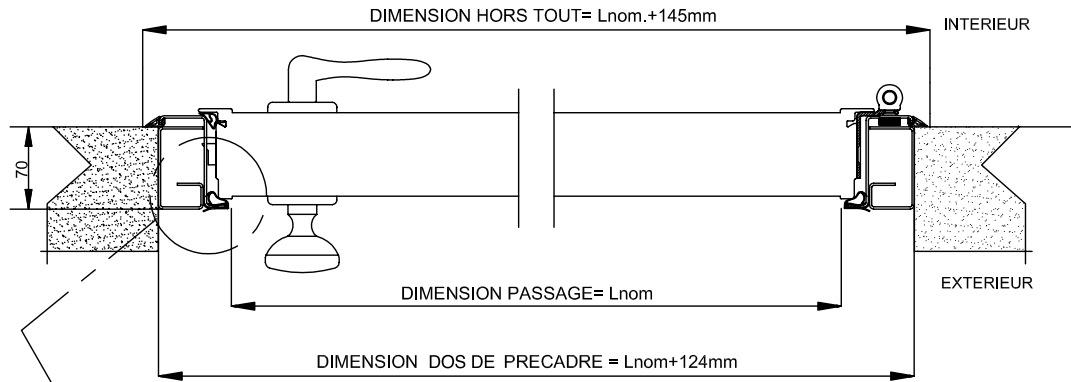 DIMENSION HORS TOUT= Lnom.+145mm
INTERIEUR
70
EXTERIEUR
DIMENSION PASSAGE= Lnom
DIMENSION DOS DE PRECADRE = Lnom+124mm